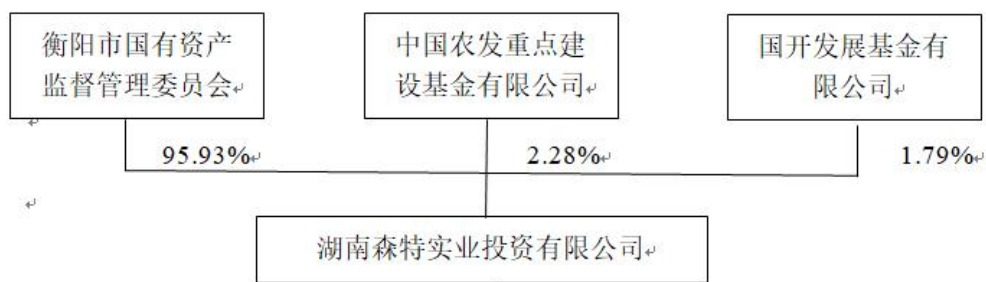 衡阳市国有资产
监督管理委员会
中国农发重点建
设基金有限公司
国开发展基金有
限公司
95.93%
2.28%
1.79%
湖南森特实业投资有限公司